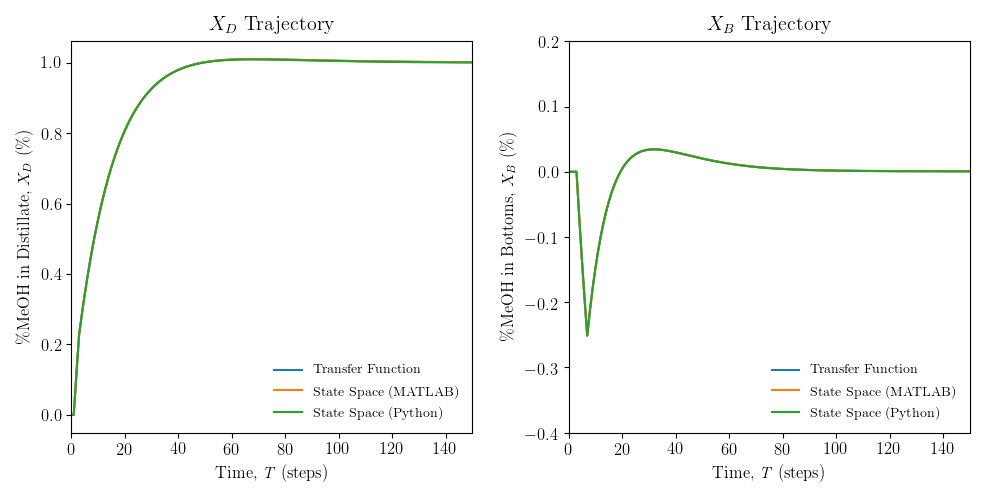 X_D Trajectory
%MeOH in Distillate, X_D (%)
1.0
0.8
0.6
0.4
0.2
0.0
Transfer Function
State Space (MATLAB)
State Space (Python)
0 20 40 60 80 100 120 140
Time, T (steps)
X_B Trajectory
%MeOH in Bottoms, X_B (%)
0.2
0.1
0.0
−0.1
−0.2
−0.3
−0.4
Transfer Function
State Space (MATLAB)
State Space (Python)
0 20 40 60 80 100 120 140
Time, T (steps)